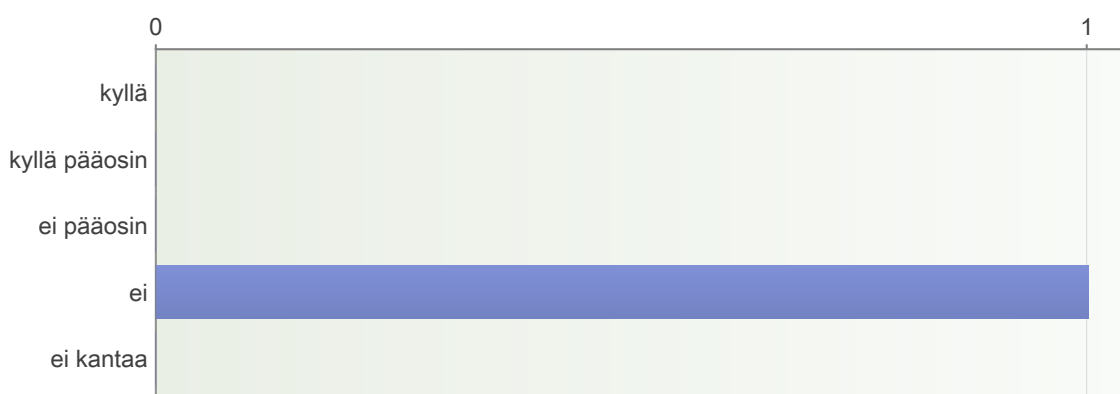 0 1
kyllä
kyllä pääosin
ei pääosin
ei
ei kantaa